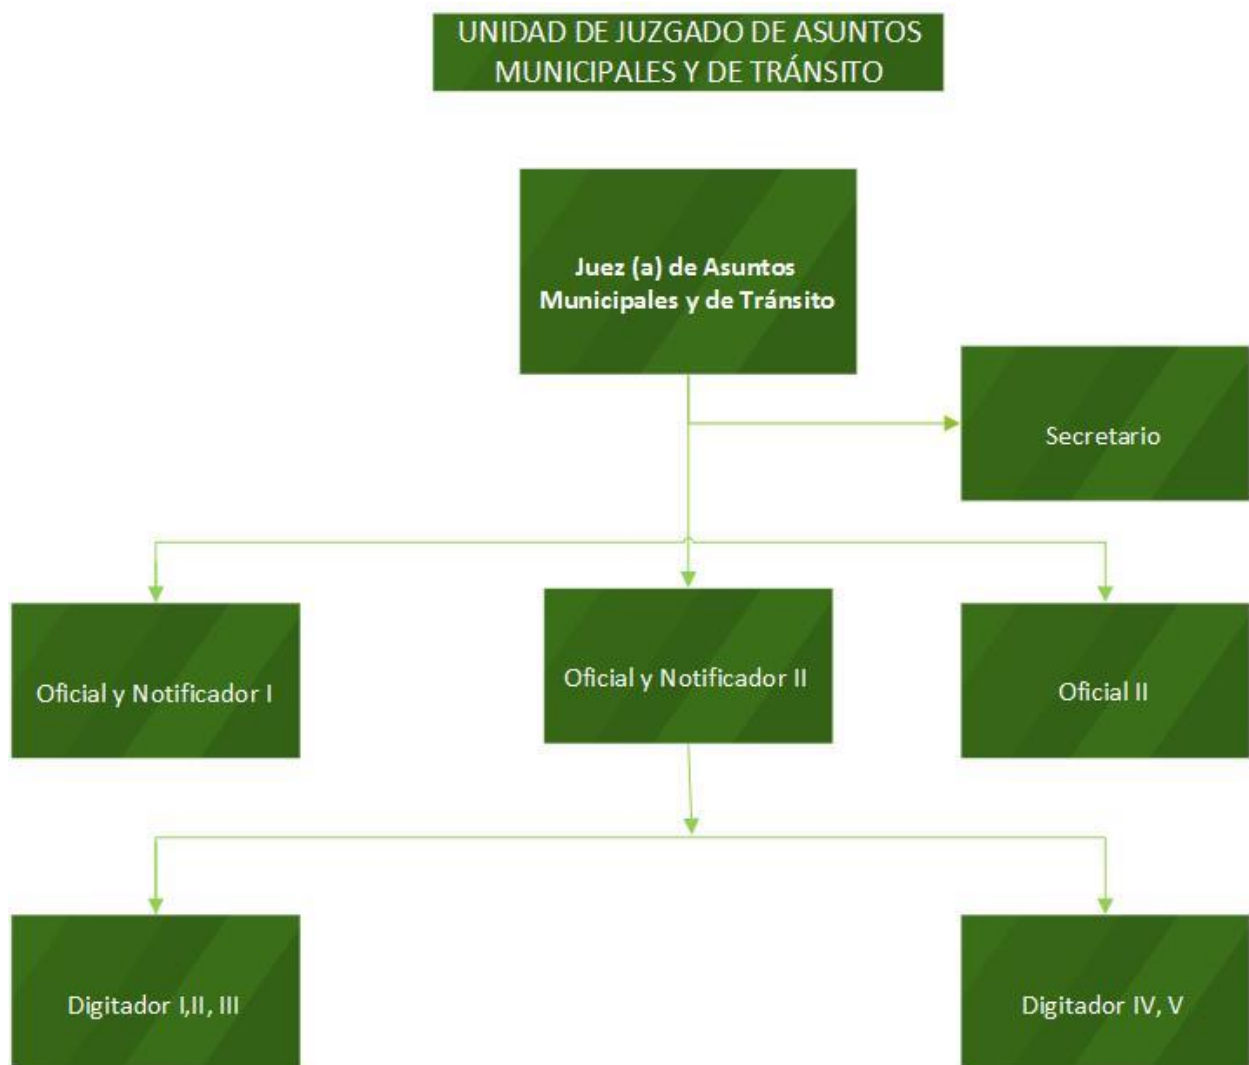 UNIDAD DE JUZGADO DE ASUNTOS
MUNICIPALES Y DE TRÁNSITO
Juez (a) de Asuntos
Municipales y de Tránsito
Secretario
Oficial y Notificador I
Oficial y Notificador II
Oficial II
Digitador I,II, III
Digitador IV, V